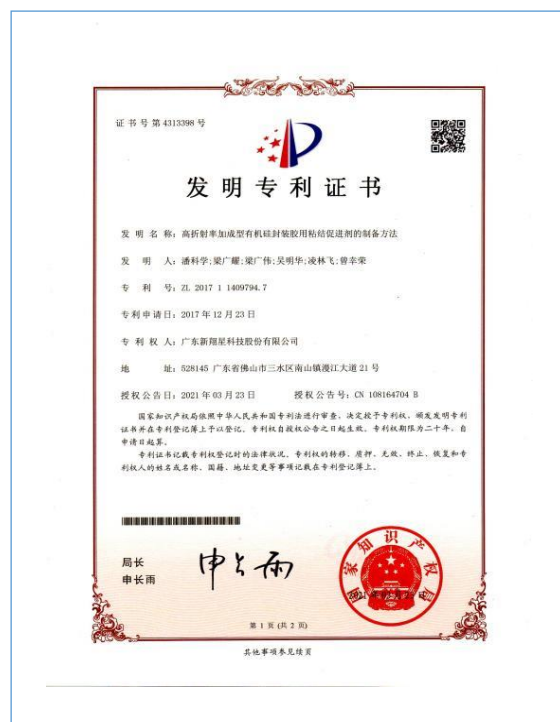 证书号第4313398号
发明专利证书
发明名称：高折射率加成型有机硅封装胶用粘结促进剂的制备方法
发明人：潘科学;梁广耀;梁广伟;吴明华;凌林飞;曾幸荣
专利号：ZL 2017 1 1409794.7
专利申请日：2017年12月23日
专利权人：广东新翔星科技股份有限公司
地址：528145 广东省佛山市三水区南山镇漫江大道21号
授权公告日：2021年03月23日 授权公告号：CN 108164704 B
国家知识产权局依照中华人民共和国专利法进行审查，决定授予专利权，颁发发明专利
证书并在专利登记簿上予以登记。专利权自授权公告之日起生效。专利权期限为二十年，自
申请日起算。
专利证书记载专利权登记时的法律状况。专利权的转移、质押、无效、终止、恢复和专
利权人的姓名或名称、国籍、地址变更等事项记载在专利登记簿上。
局长
申长雨
申长雨
国家知识产权局
第1页(共2页)
其他事项参见续页